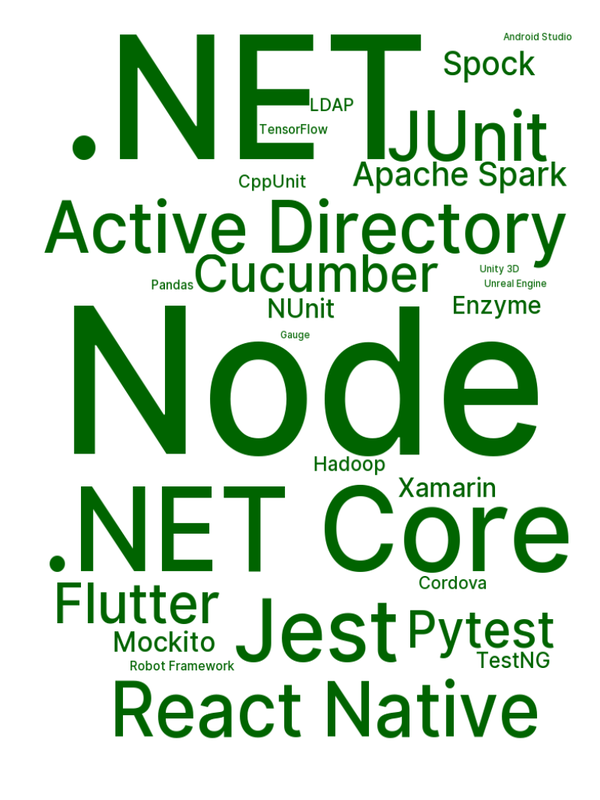 Android Studio
.NET
Spock
LDAP
TensorFlow
JUnit
Apache Spark
CppUnit
Active Directory
Cucumber
Unity 3D
Pandas
Unreal Engine
NUnit
Enzyme
Gauge
Node
Hadoop
Xamarin
.NET Core
Cordova
Flutter
Jest
Pytest
Mockito
TestNG
Robot Framework
React Native